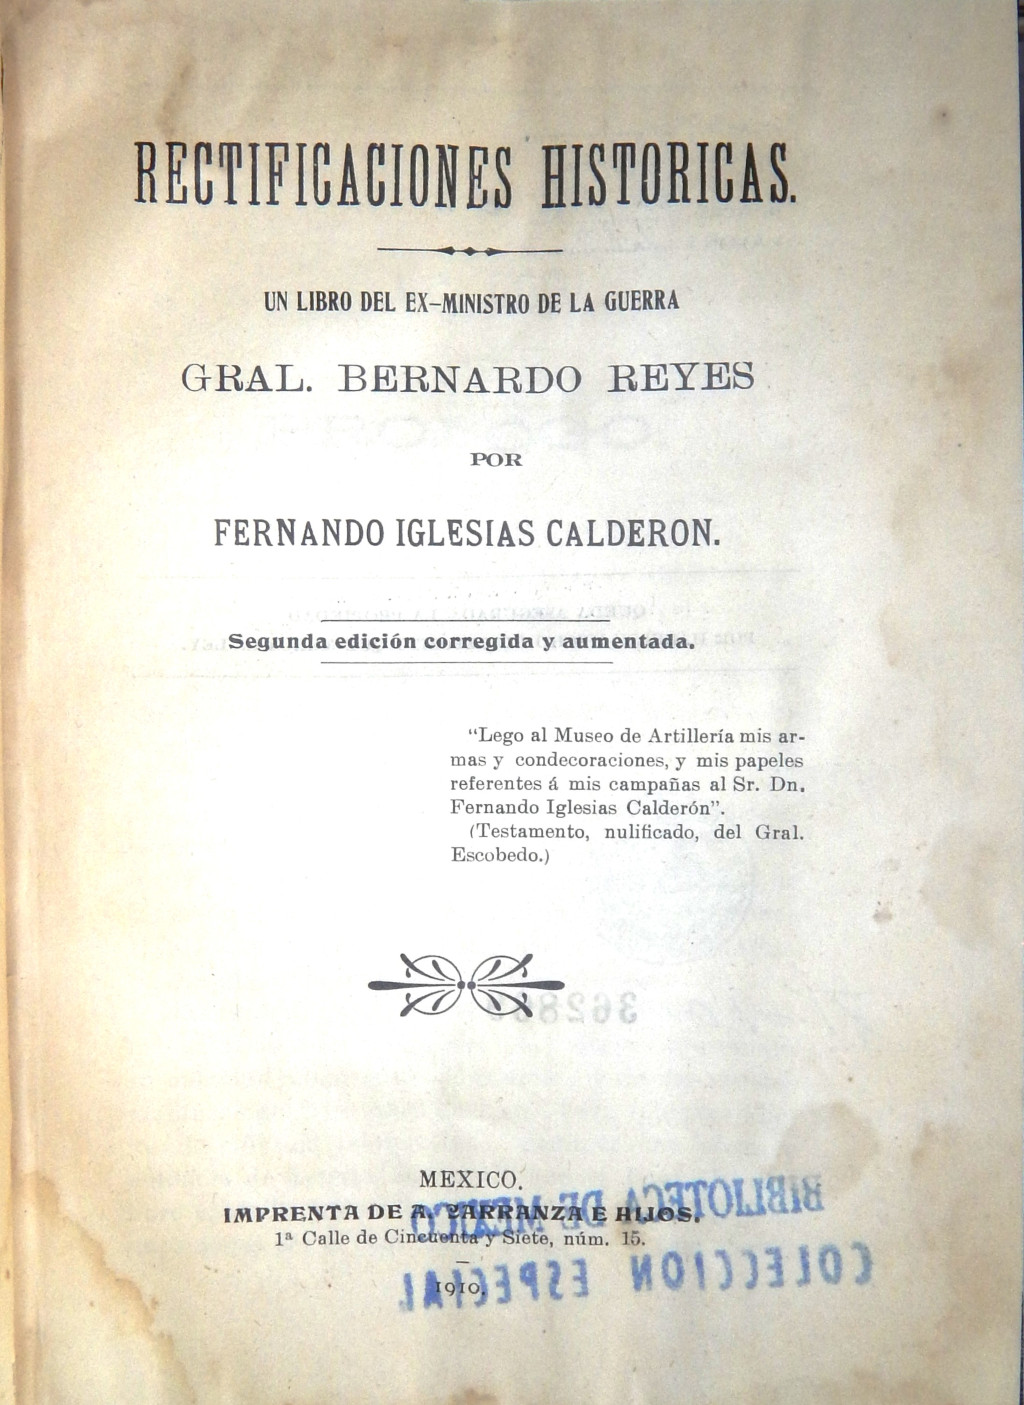 RECTIFICACIONES HISTORICAS.
UN LIBRO DEL EX-MINISTRO DE LA GUERRA
GRAL. BERNARDO REYES
POR
FERNANDO IGLESIAS CALDERON.
Segunda edición corregida y aumentada.
"Lego al Museo de Artillería mis ar-
mas y condecoraciones, y mis papeles
referentes á mis campañas al Sr. Dn.
Fernando Iglesias Calderón".
(Testamento, nulificado, del Gral.
Escobedo.)
MEXICO.
IMPRENTA DE A. CARRANZA E HIJOS.
1ª Calle de Cincuenta y Siete, núm. 15.
1910.
BIBLIOTECA DE MEXICO
COLECCION ESPECIAL